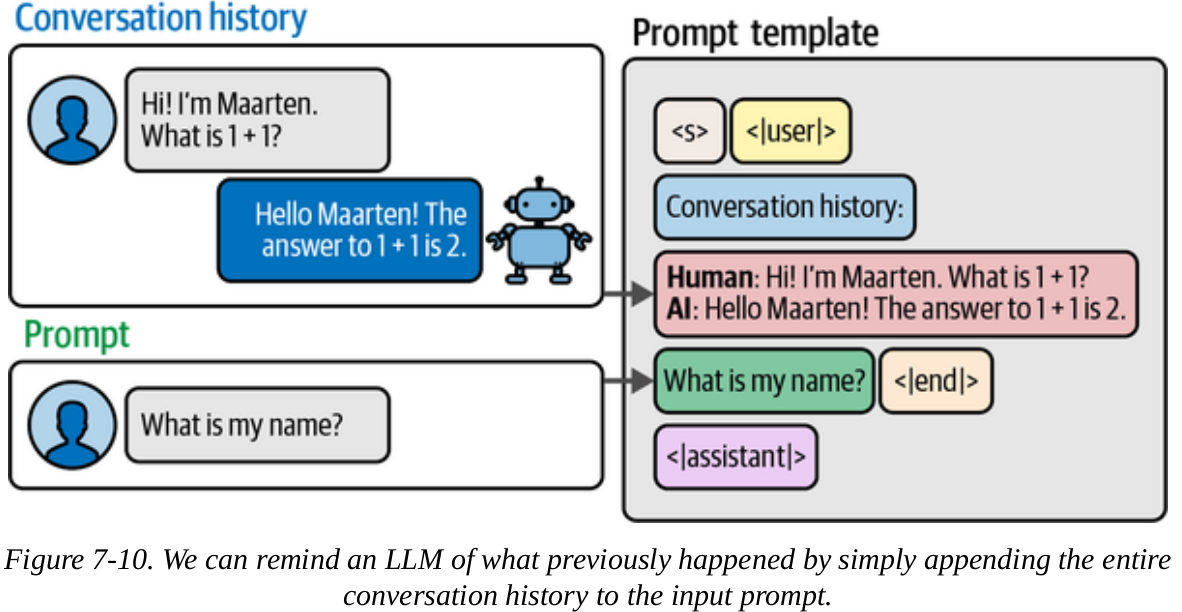 Conversation history
Hi! I'm Maarten.
What is 1 + 1?
Hello Maarten! The
answer to 1 + 1 is 2.
Prompt
What is my name?
Prompt template
<s> <|user|>
Conversation history:
Human: Hi! I'm Maarten. What is 1 + 1?
AI: Hello Maarten! The answer to 1 + 1 is 2.
What is my name? <|end|>
<|assistant|>
Figure 7-10. We can remind an LLM of what previously happened by simply appending the entire
conversation history to the input prompt.